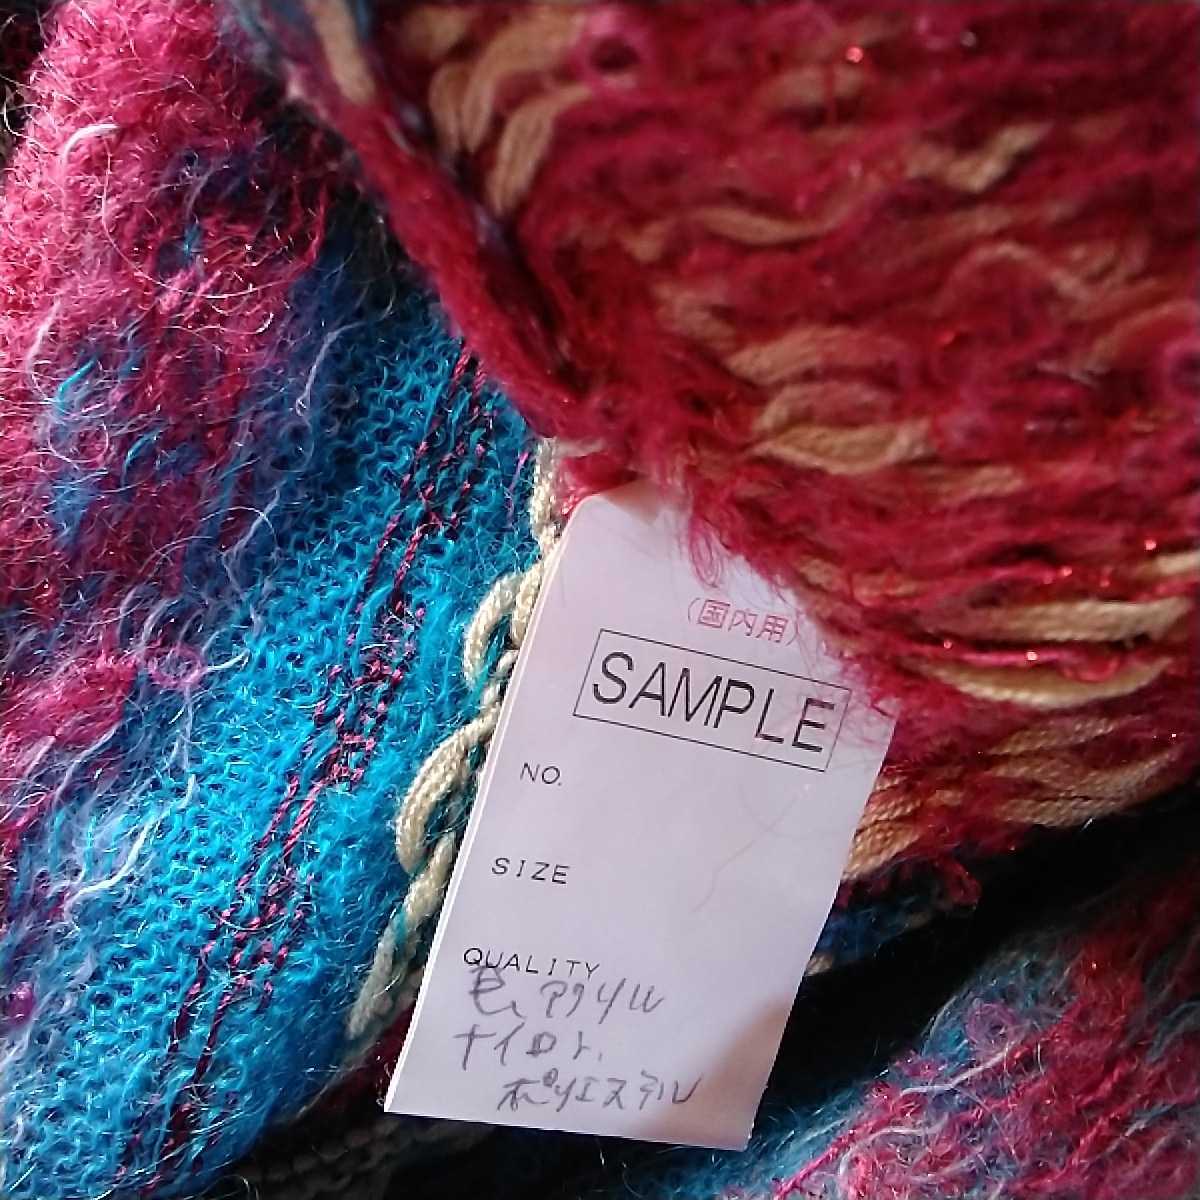 (国内用)
SAMPLE
NO.
SIZE
QUALITY
毛、アクリル
ナイロン、
ポリエステル